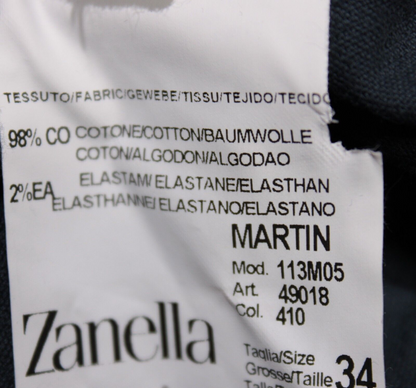 TESSUTO/FABRIC/GEWEBE/TISSU/TEJIDO/TECIDO
98% CO COTONE/COTTON/BAUMWOLLE
COTON/ALGODON/ALGODAO
2%EA ELASTAM/ELASTANE/ELASTHAN
ELASTHANNE/ELASTANO/ELASTANO
MARTIN
Mod. 113M05
Art. 49018
Col. 410
Zanella
Taglia/Size
Grosse/Taille 34